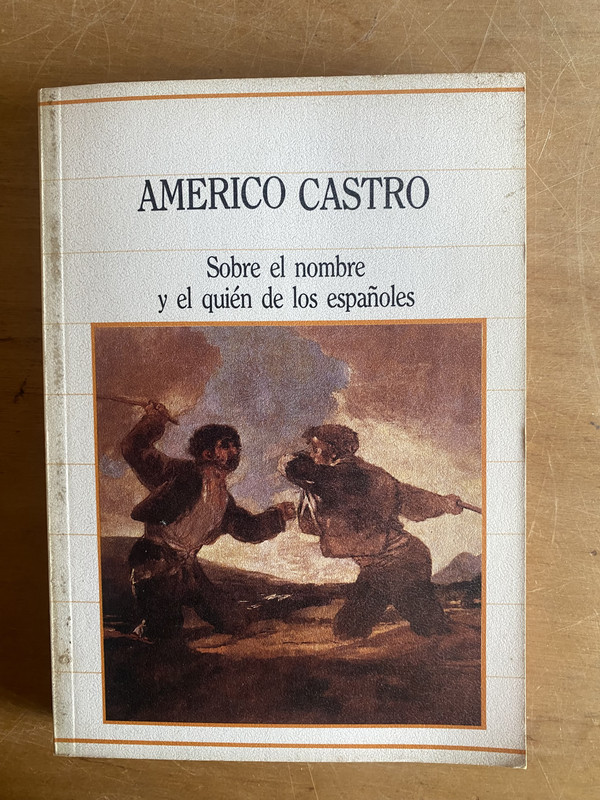 AMERICO CASTRO
Sobre el nombre
y el quién de los españoles